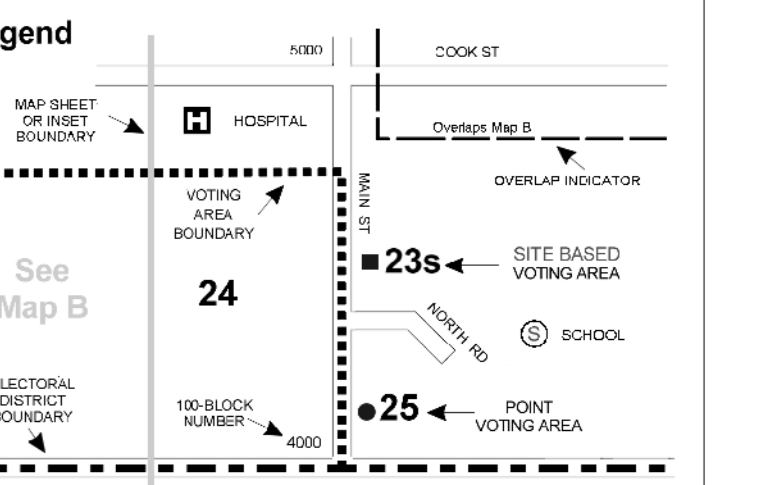 gend
5000
COOK ST
MAP SHEET
OR INSET
BOUNDARY
H HOSPITAL
Overlaps Map B
OVERLAP INDICATOR
VOTING
AREA
BOUNDARY
MAIN ST
23s
SITE BASED
VOTING AREA
See
Map B
24
NORTH RD
S SCHOOL
LECTORAL
DISTRICT
BOUNDARY
100-BLOCK
NUMBER
4000
25
POINT
VOTING AREA